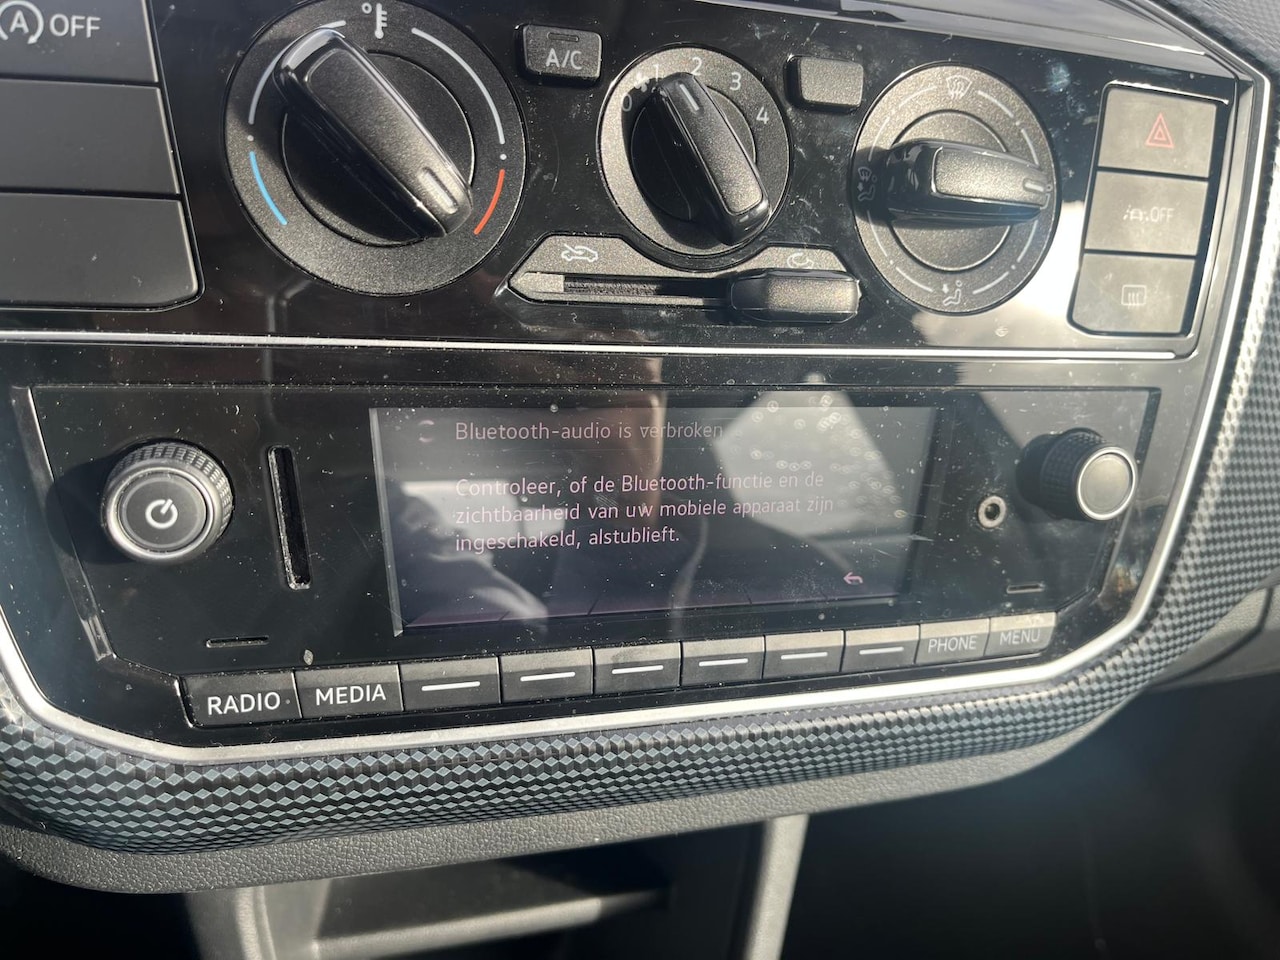 A OFF
A/C
0 1 2 3 4
OFF
Bluetooth-audio is verbroken
Controleer, of de Bluetooth-functie en de
zichtbaarheid van uw mobiele apparaat zijn
ingeschakeld, alstublieft.
RADIO MEDIA PHONE MENU